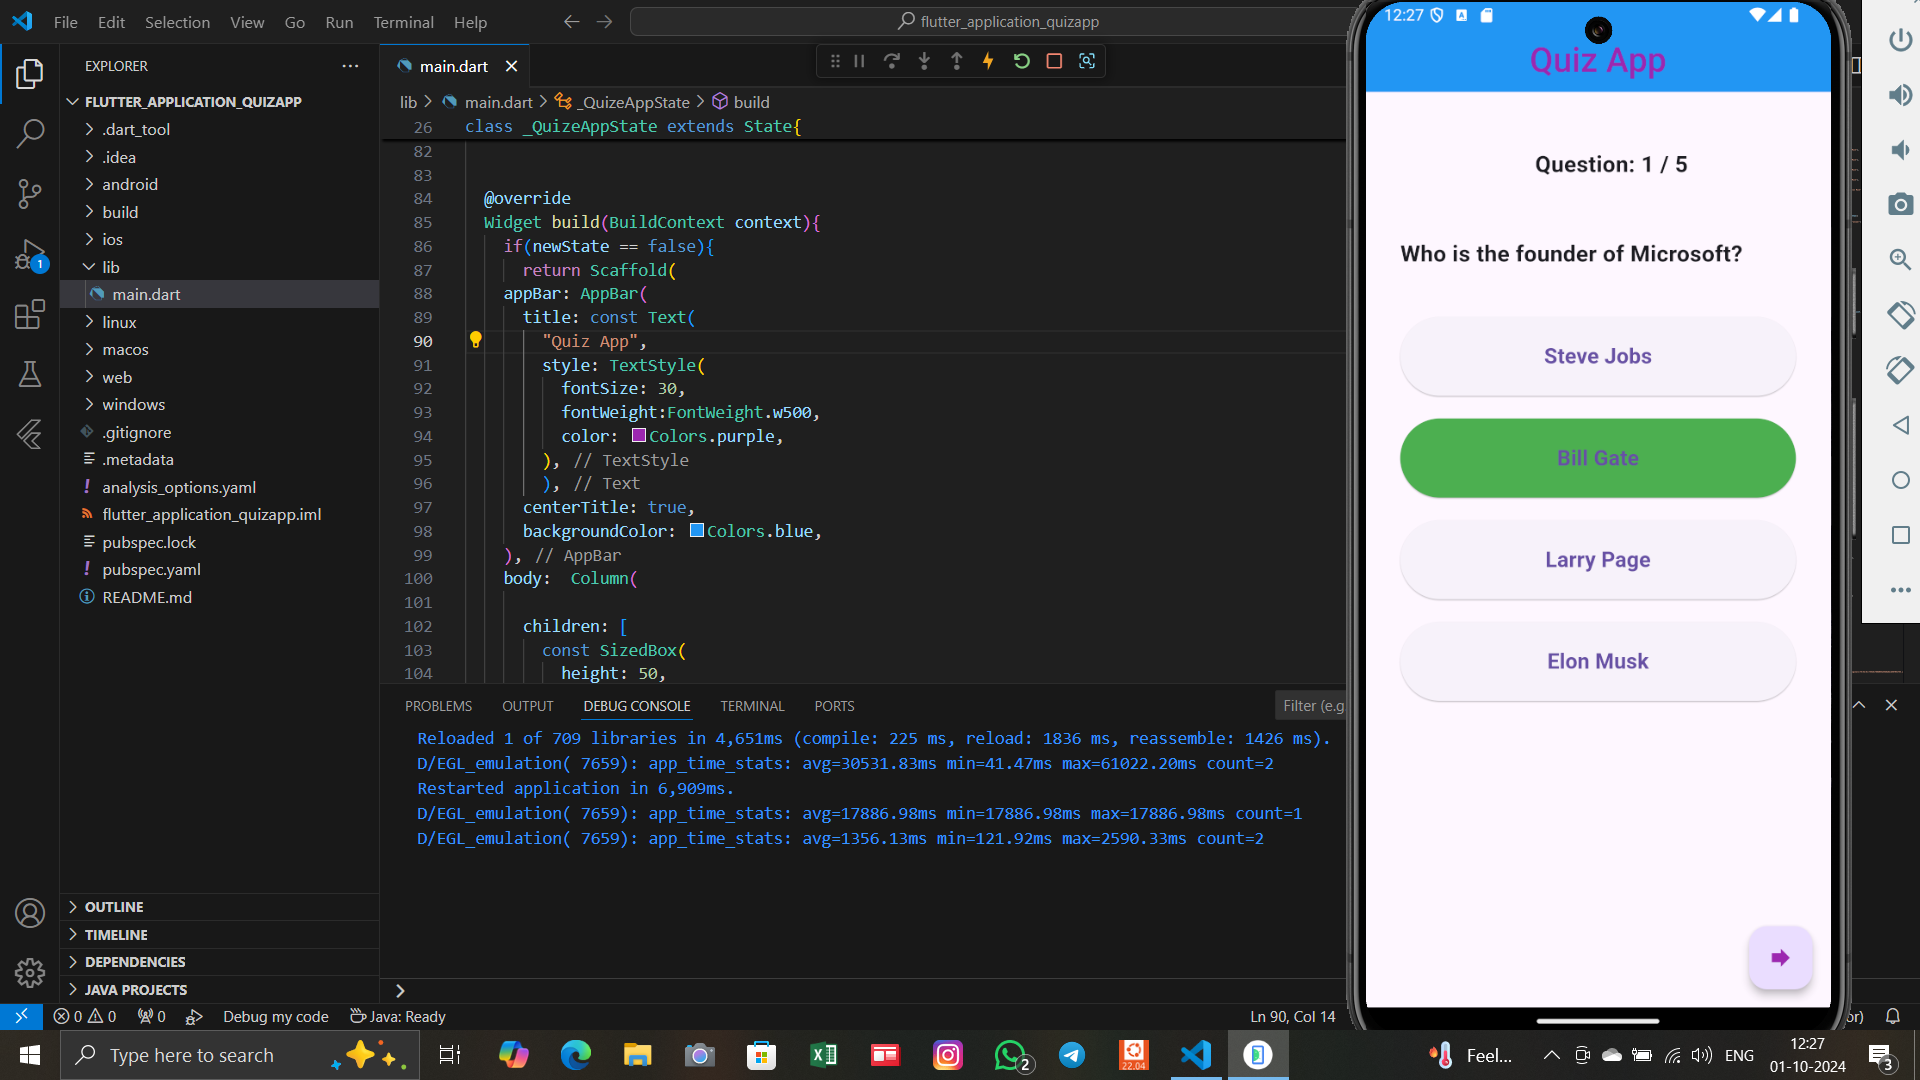 File Edit Selection View Go Run Terminal Help
flutter_application_quizapp
EXPLORER
FLUTTER_APPLICATION_QUIZAPP
.dart_tool
.idea
android
build
ios
lib
main.dart
linux
macos
web
windows
.gitignore
.metadata
analysis_options.yaml
flutter_application_quizapp.iml
pubspec.lock
pubspec.yaml
README.md
OUTLINE
TIMELINE
DEPENDENCIES
JAVA PROJECTS
1
main.dart
lib > main.dart > _QuizeAppState > build
26 class _QuizeAppState extends State{
82
83
84 @override
85 Widget build(BuildContext context){
86 if(newState == false){
87 return Scaffold(
88 appBar: AppBar(
89 title: const Text(
90 "Quiz App",
91 style: TextStyle(
92 fontSize: 30,
93 fontWeight:FontWeight.w500,
94 color: Colors.purple,
95 ), // TextStyle
96 ), // Text
97 centerTitle: true,
98 backgroundColor: Colors.blue,
99 ), // AppBar
100 body:  Column(
101
102 children: [
103 const SizedBox(
104 height: 50,
PROBLEMS OUTPUT DEBUG CONSOLE TERMINAL PORTS
Filter (e.g.
Reloaded 1 of 709 libraries in 4,651ms (compile: 225 ms, reload: 1836 ms, reassemble: 1426 ms).
D/EGL_emulation( 7659): app_time_stats: avg=30531.83ms min=41.47ms max=61022.20ms count=2
Restarted application in 6,909ms.
D/EGL_emulation( 7659): app_time_stats: avg=17886.98ms min=17886.98ms max=17886.98ms count=1
D/EGL_emulation( 7659): app_time_stats: avg=1356.13ms min=121.92ms max=2590.33ms count=2
12:27
Quiz App
Question: 1 / 5
Who is the founder of Microsoft?
Steve Jobs
Bill Gate
Larry Page
Elon Musk
0 0 0 Debug my code Java: Ready
Ln 90, Col 14
or)
Type here to search
2
22.04
Feel...
ENG
12:27
01-10-2024
3